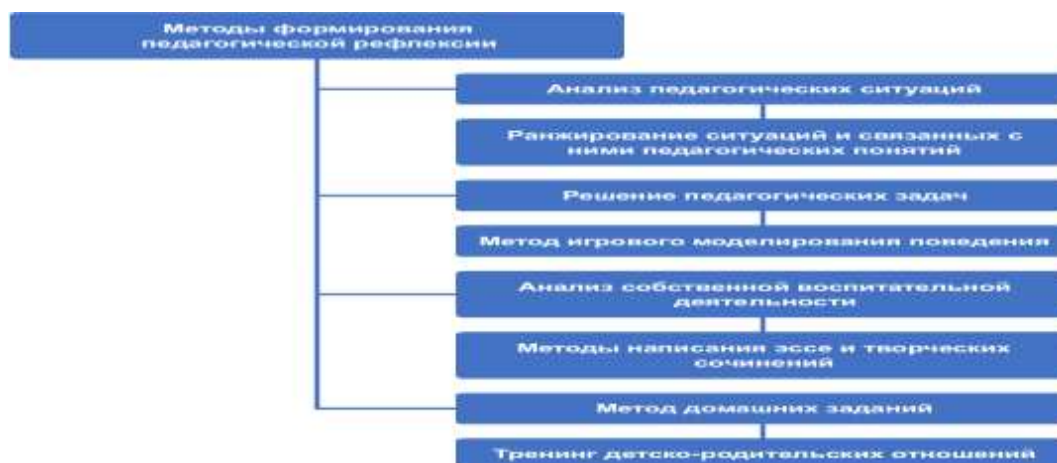 Методы формирования
педагогической рефлексии
Анализ педагогических ситуаций
Ранжирование ситуаций и связанных с
ними педагогических понятий
Решение педагогических задач
Метод игрового моделирования поведения
Анализ собственной воспитательной
деятельности
Методы написания эссе и творческих
сочинений
Метод домашних заданий
Тренинг детско-родительских отношений